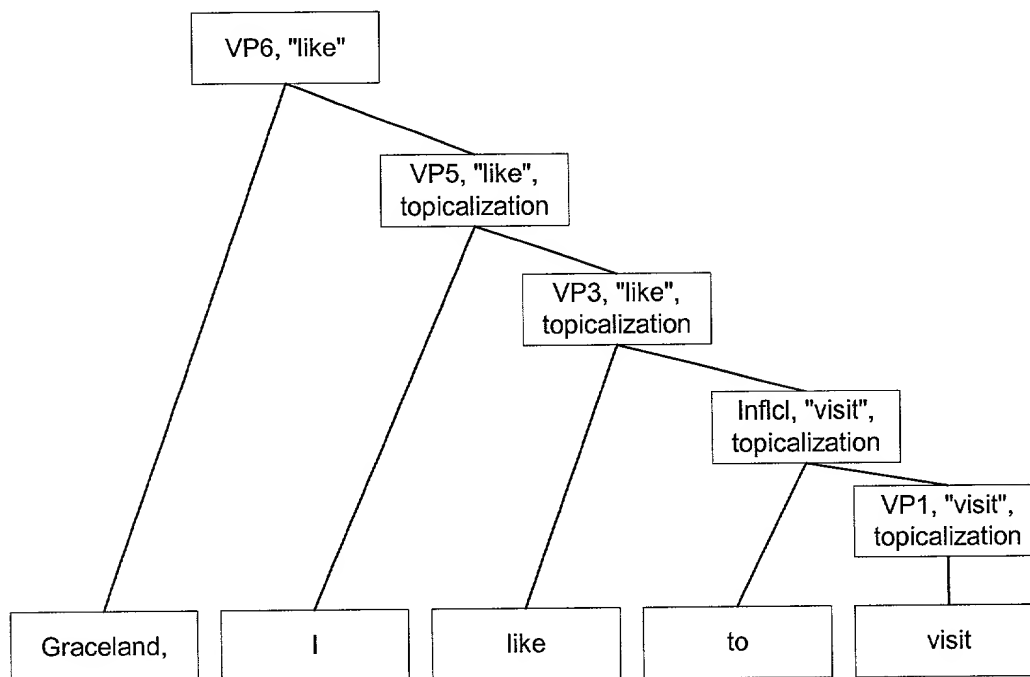 VP6, "like"
VP5, "like",
topicalization
VP3, "like",
topicalization
Inflcl, "visit",
topicalization
VP1, "visit",
topicalization
Graceland,
I
like
to
visit